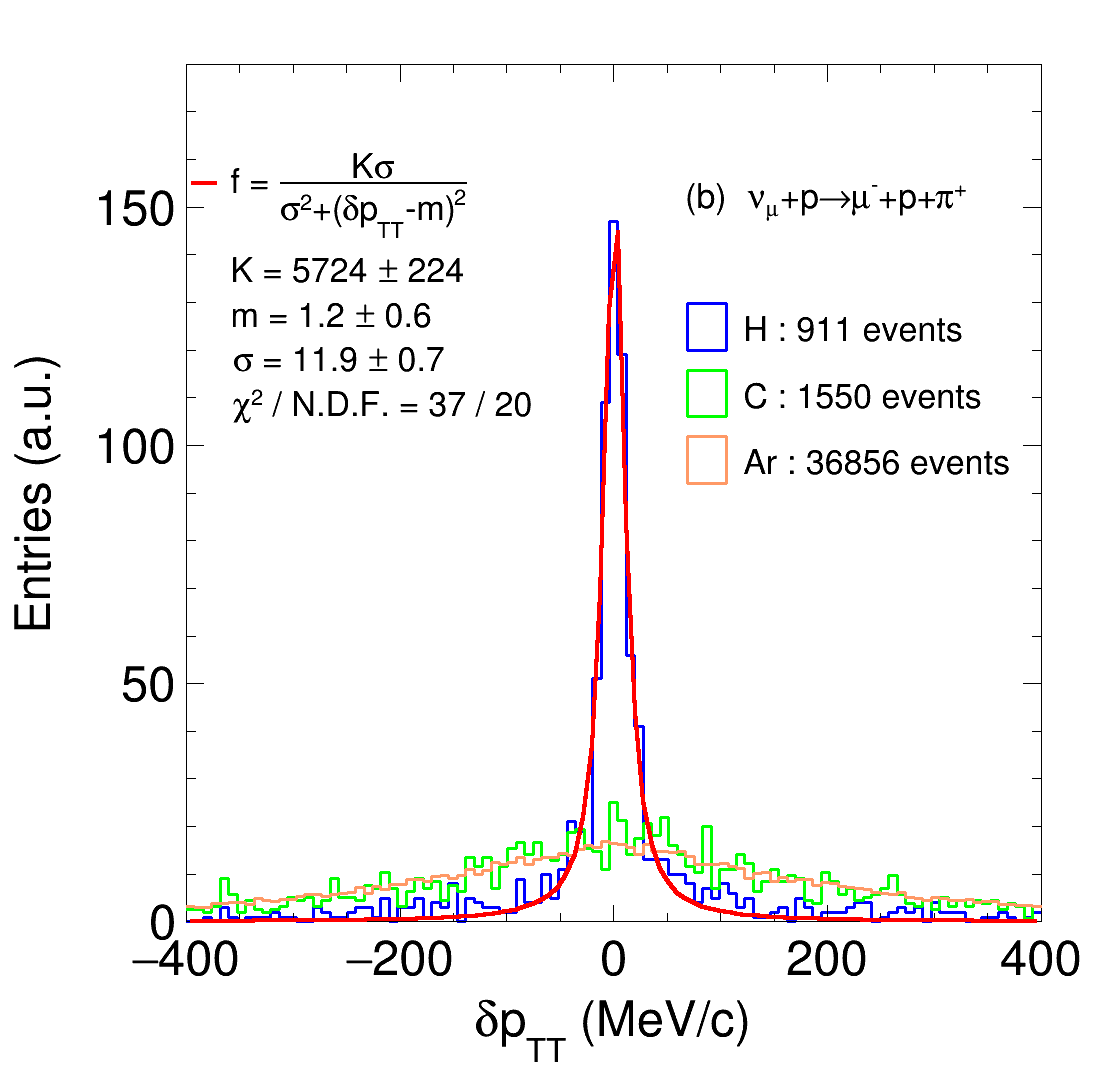 f = Kσ / σ²+(δp_TT-m)²
K = 5724 ± 224
m = 1.2 ± 0.6
σ = 11.9 ± 0.7
χ² / N.D.F. = 37 / 20
(b) ν_μ+p→μ⁻+p+π⁺
H : 911 events
C : 1550 events
Ar : 36856 events
Entries (a.u.)
150
100
50
0
−400 −200 0 200 400
δp_TT (MeV/c)